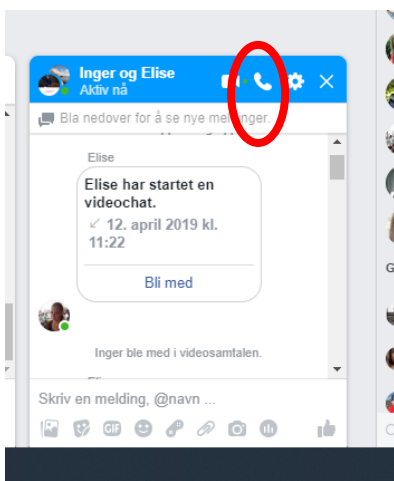 Inger og Elise
Aktiv nå
Bla nedover for å se nye meldinger.
Elise
Elise har startet en
videochat.
12. april 2019 kl.
11:22
Bli med
Inger ble med i videosamtalen.
Skriv en melding, @navn ...
GIF
G